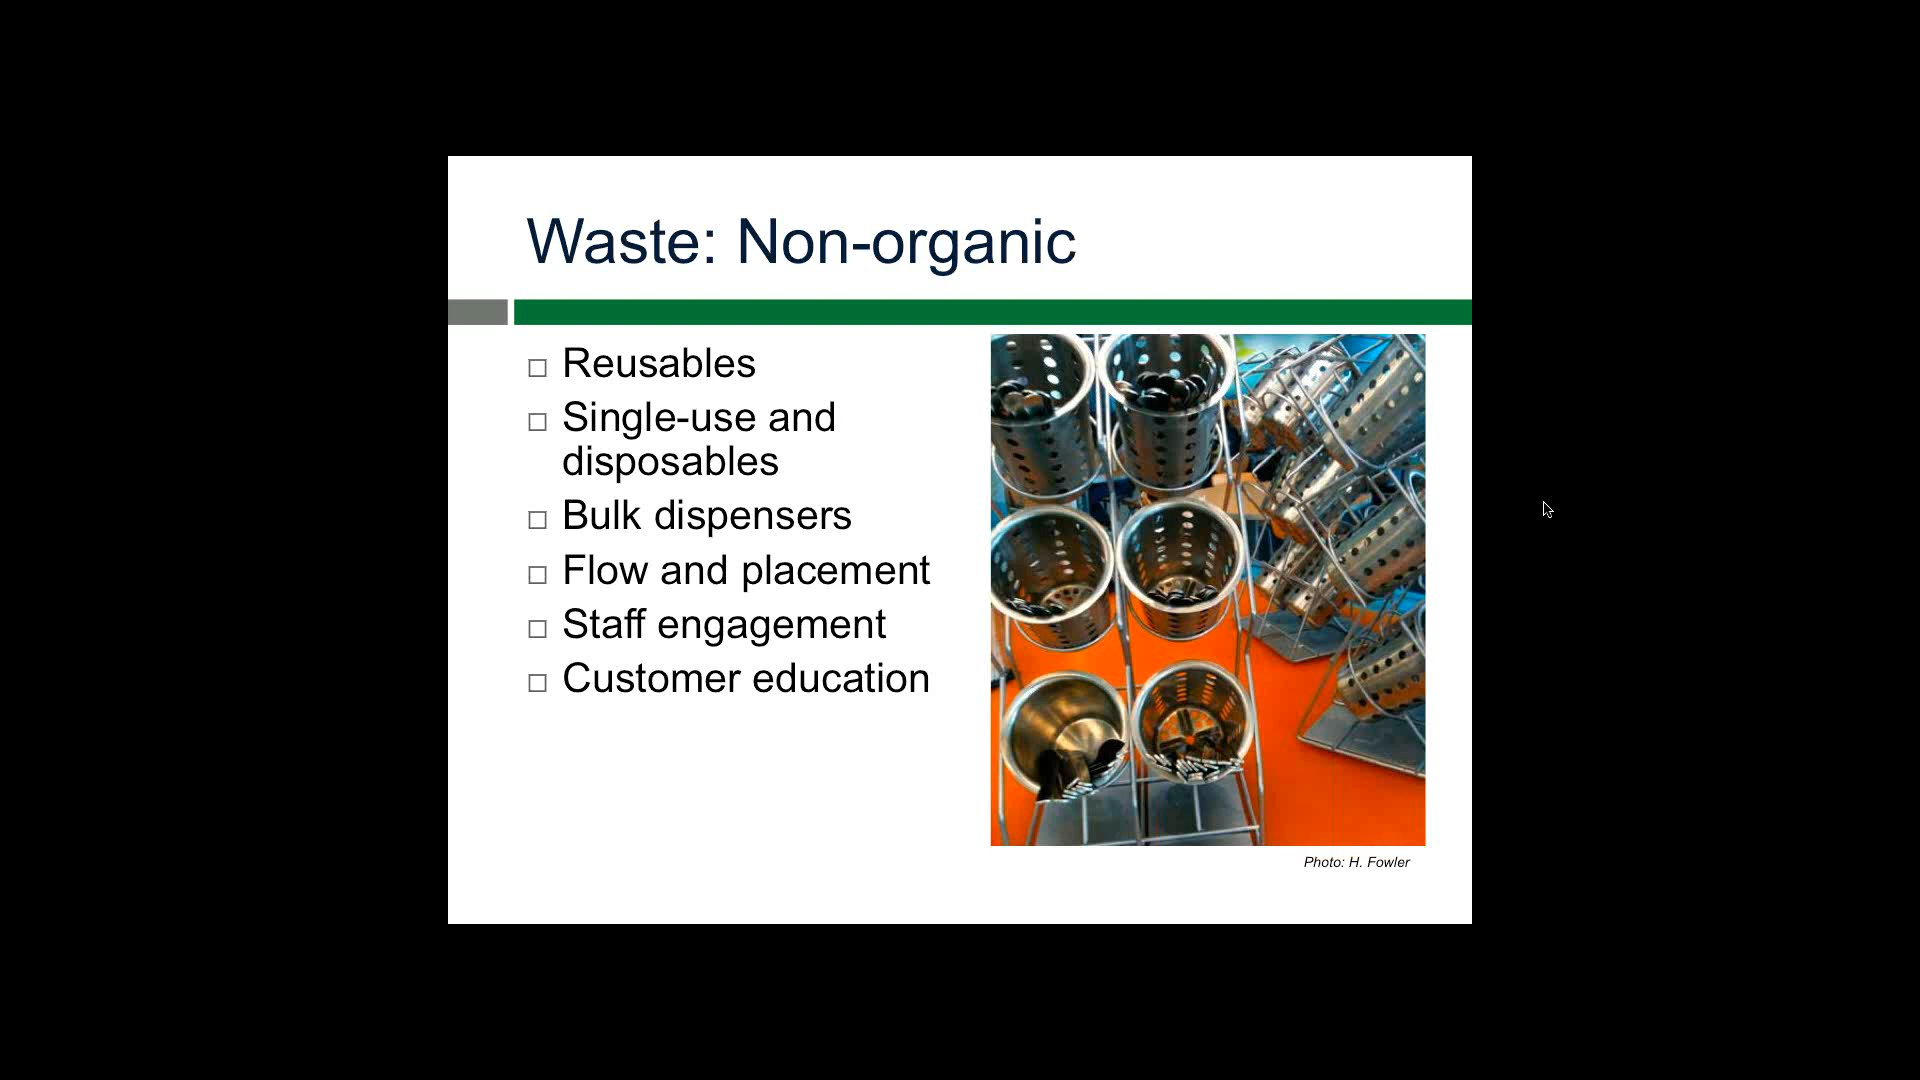 Waste: Non-organic
Reusables
Single-use and
disposables
Bulk dispensers
Flow and placement
Staff engagement
Customer education
Photo: H. Fowler